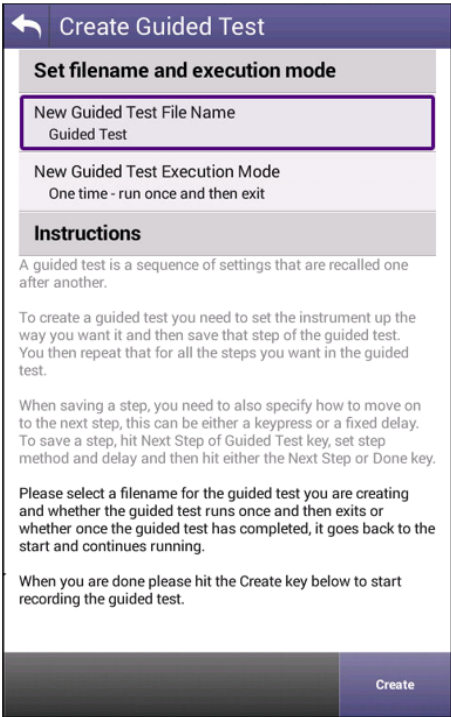 Create Guided Test
Set filename and execution mode
New Guided Test File Name
Guided Test
New Guided Test Execution Mode
One time - run once and then exit
Instructions
A guided test is a sequence of settings that are recalled one
after another.
To create a guided test you need to set the instrument up the
way you want it and then save that step of the guided test.
You then repeat that for all the steps you want in the guided
test.
When saving a step, you need to also specify how to move on
to the next step, this can be either a keypress or a fixed delay.
To save a step, hit Next Step of Guided Test key, set step
method and delay and then hit either the Next Step or Done key.
Please select a filename for the guided test you are creating
and whether the guided test runs once and then exits or
whether once the guided test has completed, it goes back to the
start and continues running.
When you are done please hit the Create key below to start
recording the guided test.
Create